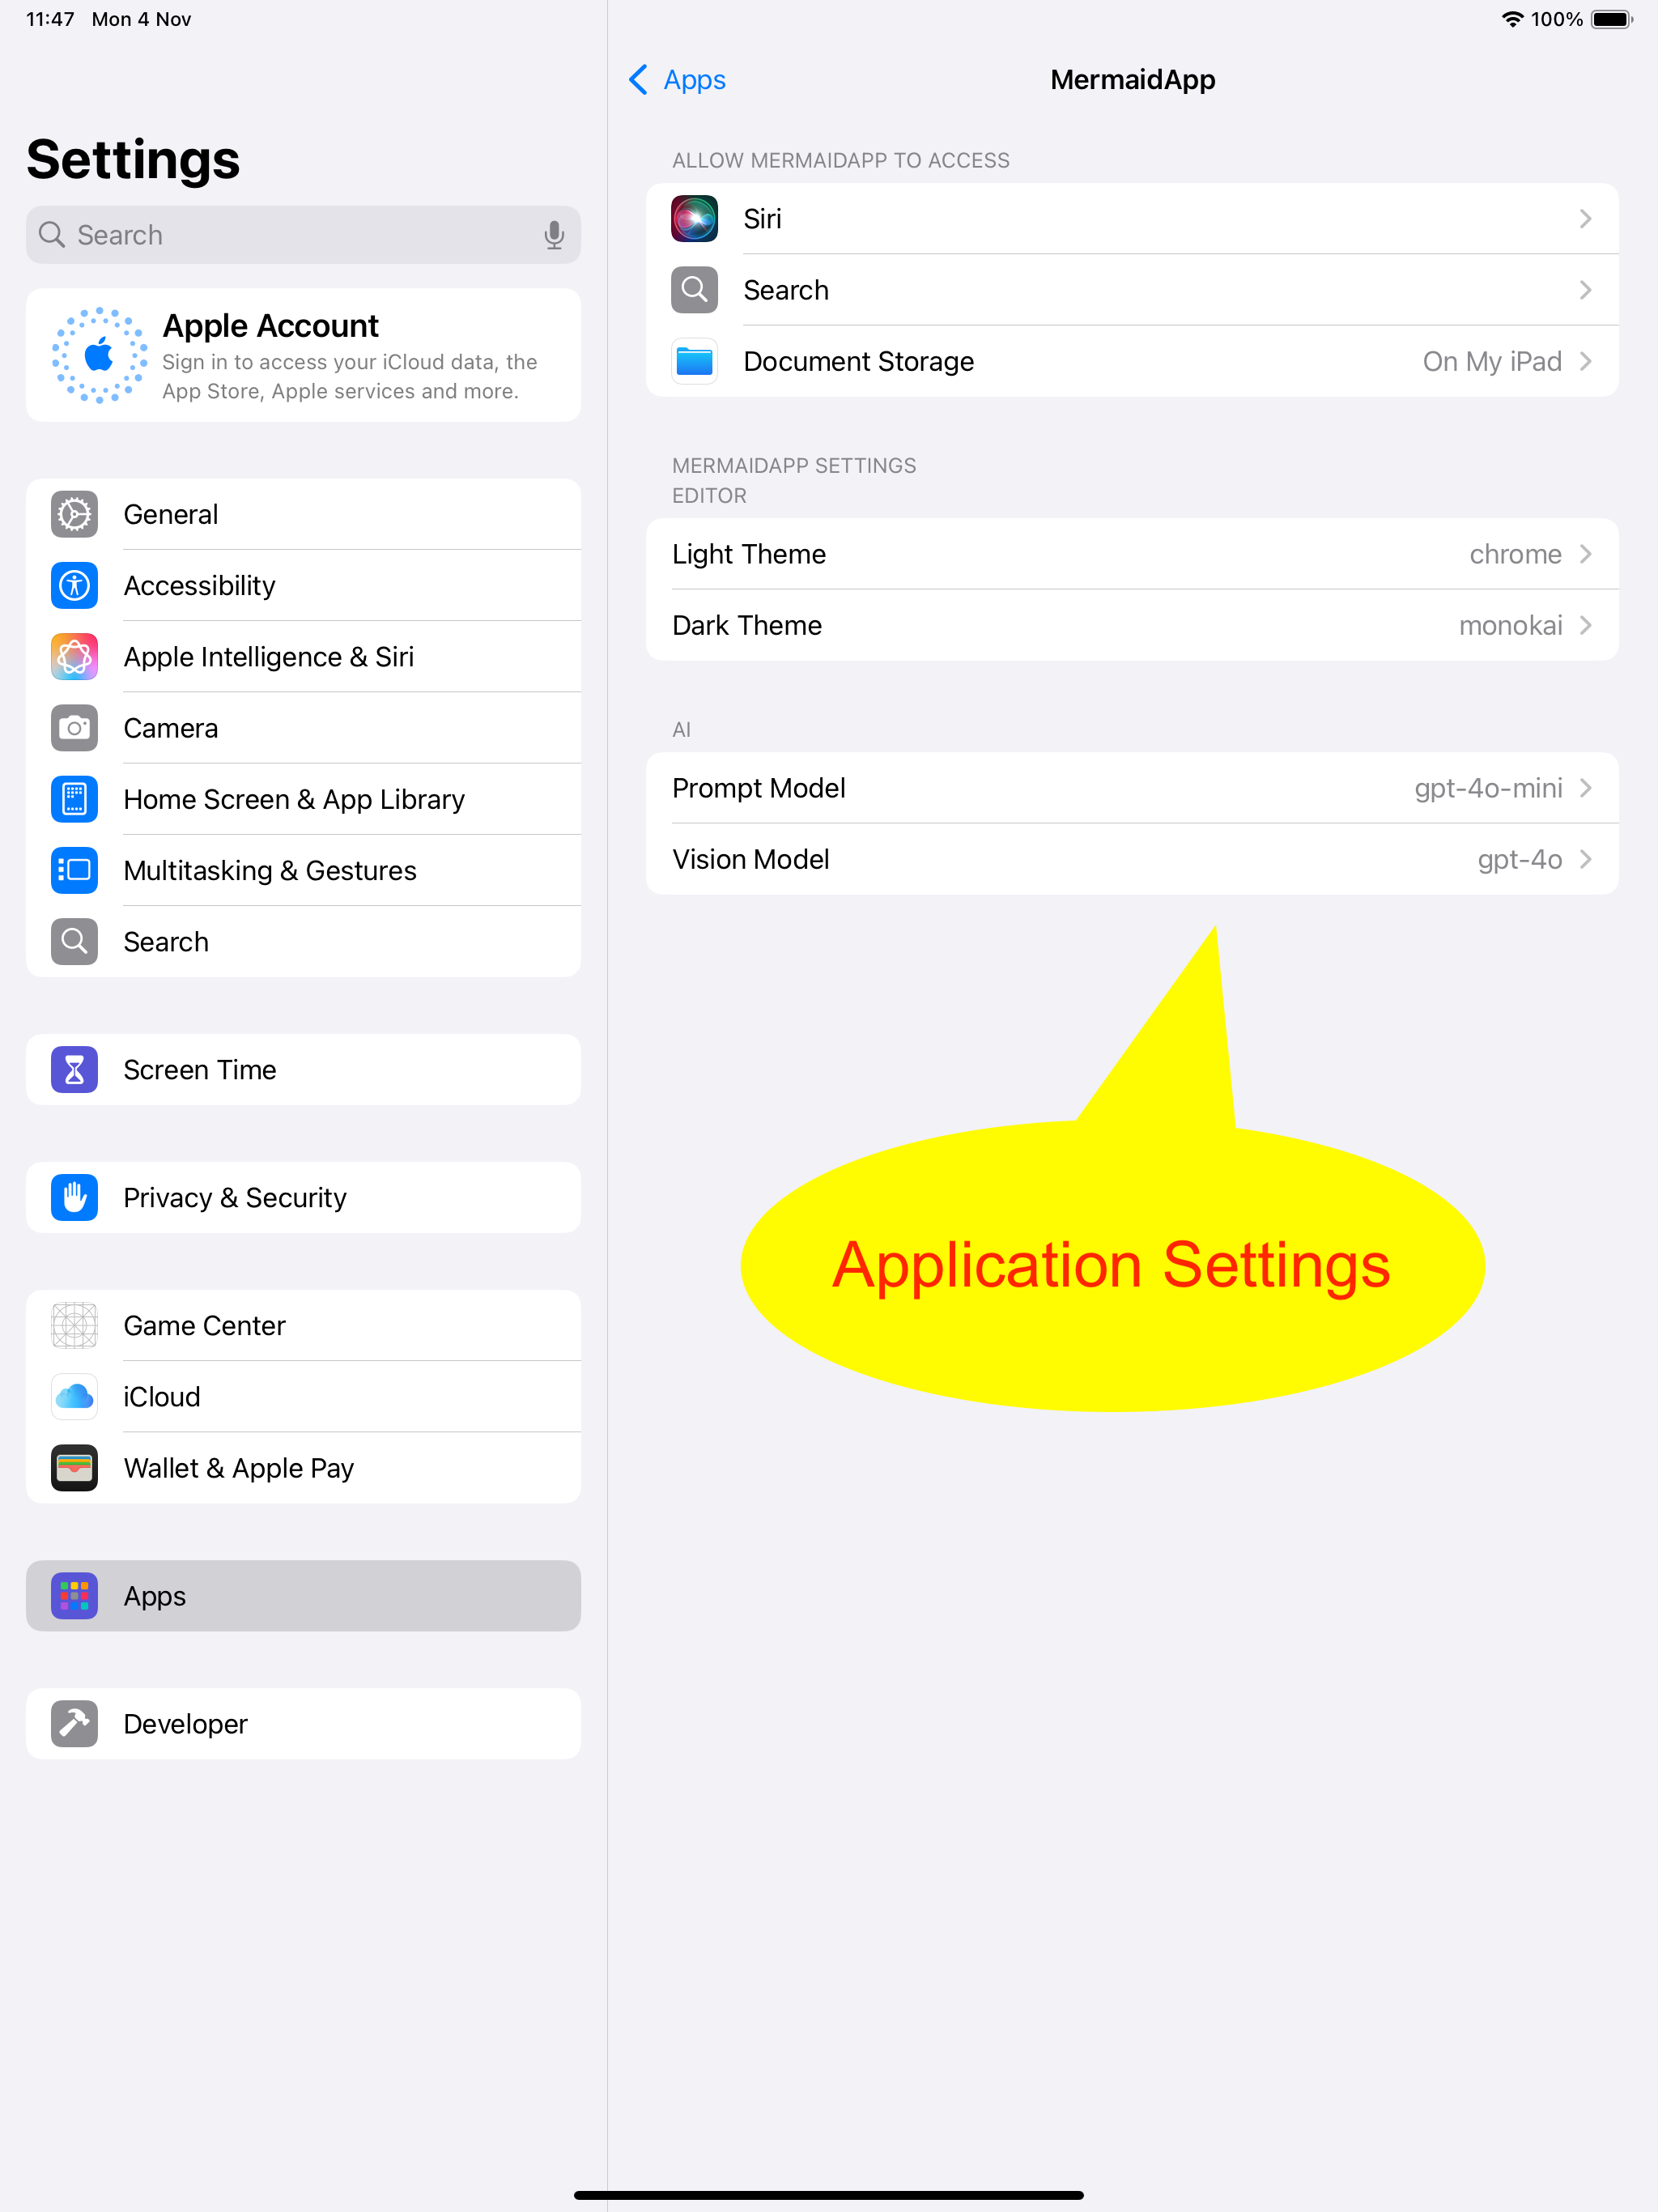 11:47 Mon 4 Nov
100%
Settings
Search
Apple Account
Sign in to access your iCloud data, the
App Store, Apple services and more.
General
Accessibility
Apple Intelligence & Siri
Camera
Home Screen & App Library
Multitasking & Gestures
Search
Screen Time
Privacy & Security
Game Center
iCloud
Wallet & Apple Pay
Apps
Developer
Apps
MermaidApp
ALLOW MERMAIDAPP TO ACCESS
Siri
Search
Document Storage On My iPad
MERMAIDAPP SETTINGS
EDITOR
Light Theme chrome
Dark Theme monokai
AI
Prompt Model gpt-4o-mini
Vision Model gpt-4o
Application Settings